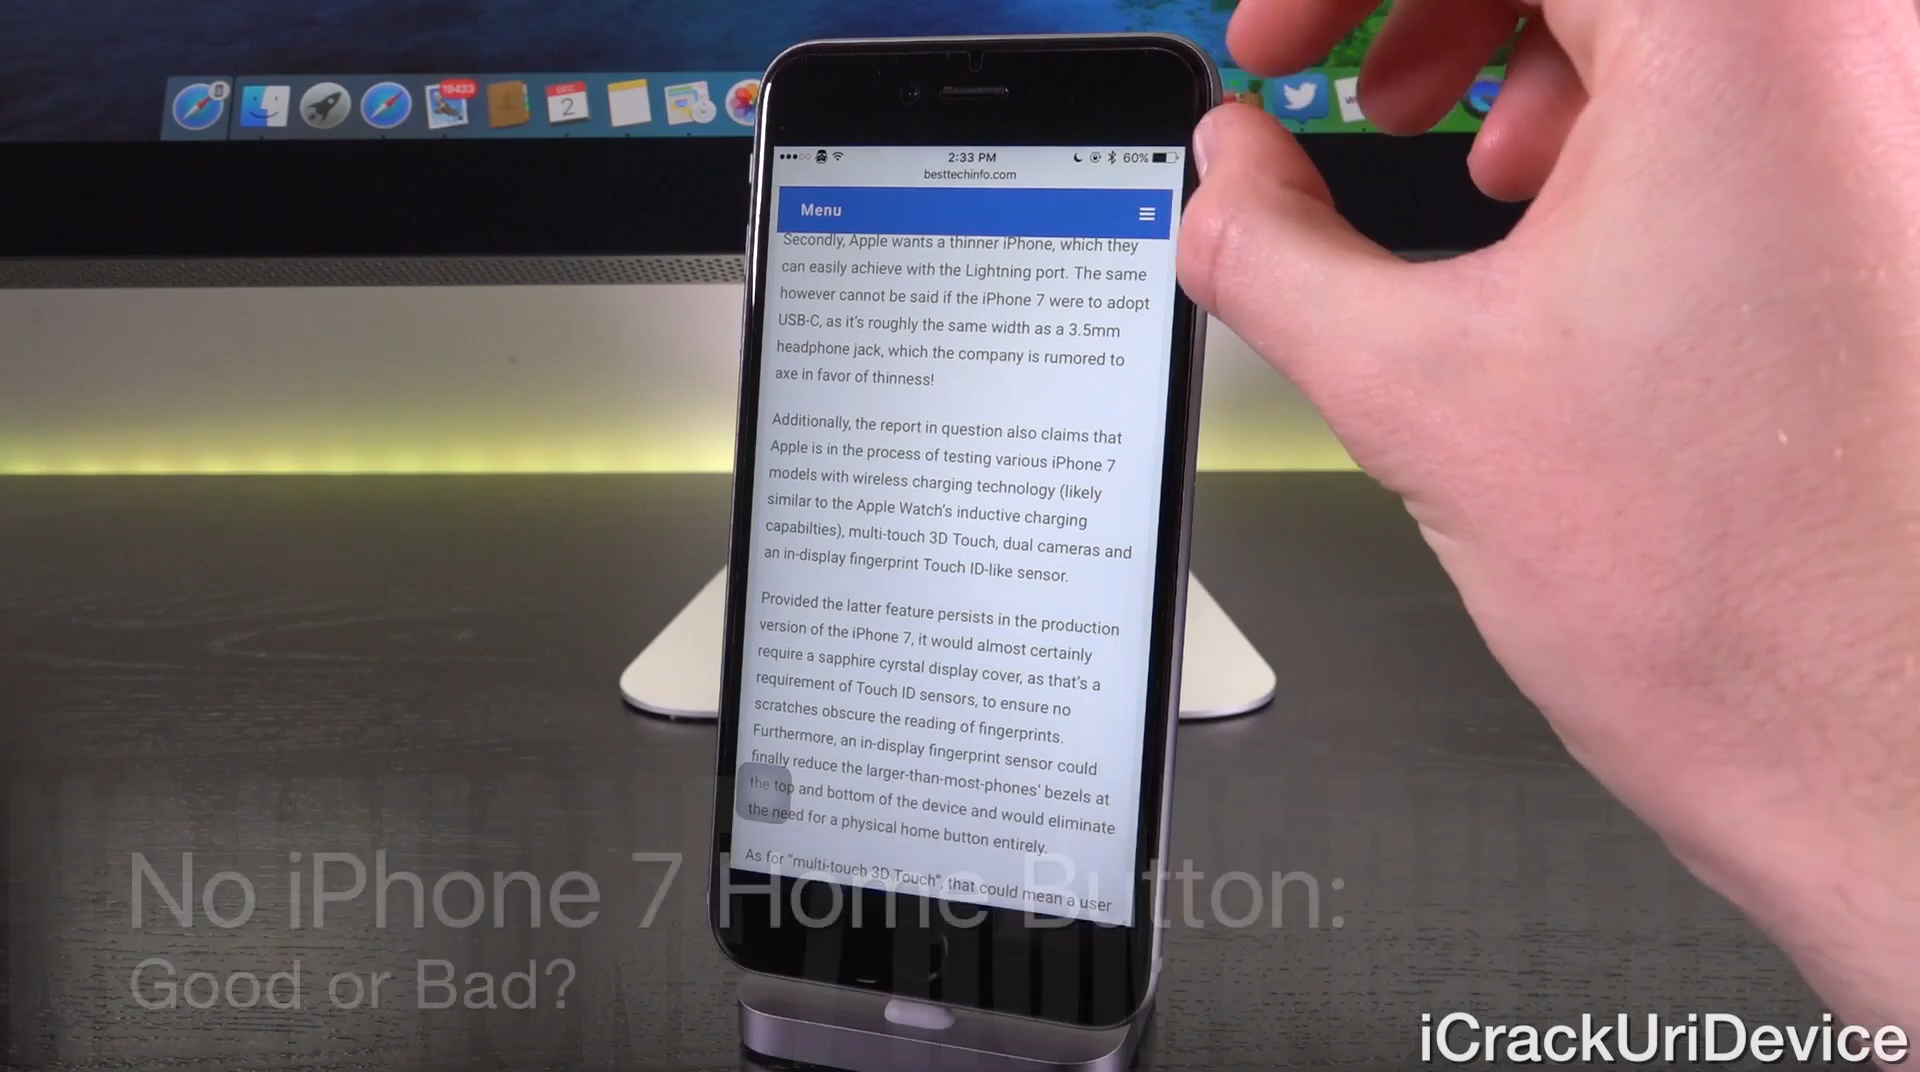 19433
DEC
2
2:33 PM
60%
besttechinfo.com
Menu
Secondly, Apple wants a thinner iPhone, which they
can easily achieve with the Lightning port. The same
however cannot be said if the iPhone 7 were to adopt
USB-C, as it's roughly the same width as a 3.5mm
headphone jack, which the company is rumored to
axe in favor of thinness!
Additionally, the report in question also claims that
Apple is in the process of testing various iPhone 7
models with wireless charging technology (likely
similar to the Apple Watch's inductive charging
capabilties), multi-touch 3D Touch, dual cameras and
an in-display fingerprint Touch ID-like sensor.
Provided the latter feature persists in the production
version of the iPhone 7, it would almost certainly
require a sapphire cyrstal display cover, as that's a
requirement of Touch ID sensors, to ensure no
scratches obscure the reading of fingerprints.
Furthermore, an in-display fingerprint sensor could
finally reduce the larger-than-most-phones' bezels at
the top and bottom of the device and would eliminate
the need for a physical home button entirely.
As for "multi-touch 3D Touch", that could mean a user
No iPhone 7 Home Button:
Good or Bad?
iCrackUriDevice